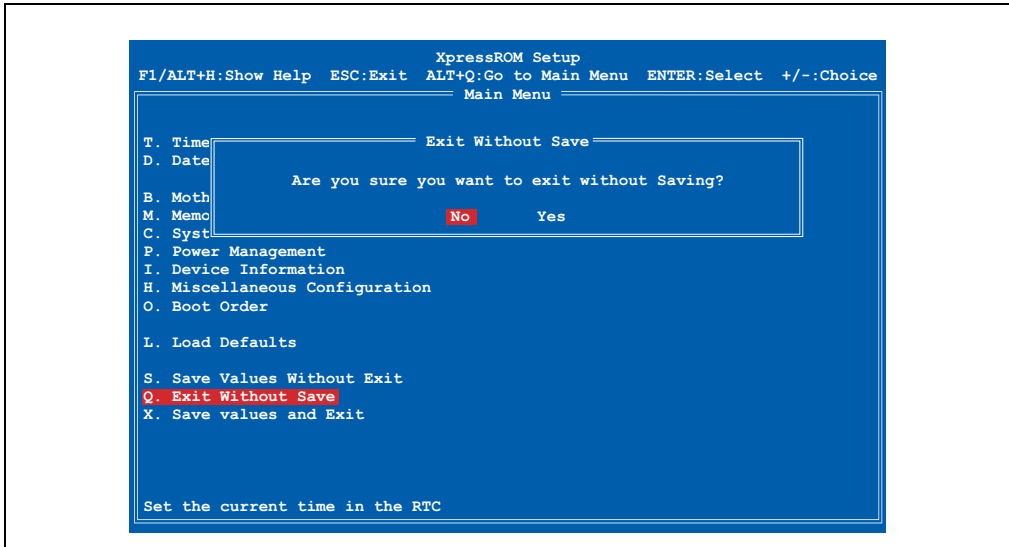 XpressROM Setup
F1/ALT+H:Show Help ESC:Exit ALT+Q:Go to Main Menu ENTER:Select +/-:Choice
Main Menu
T. Time
Exit Without Save
D. Date
Are you sure you want to exit without Saving?
B. Moth
M. Memo
No Yes
C. Syst
P. Power Management
I. Device Information
H. Miscellaneous Configuration
O. Boot Order
L. Load Defaults
S. Save Values Without Exit
Q. Exit Without Save
X. Save values and Exit
Set the current time in the RTC